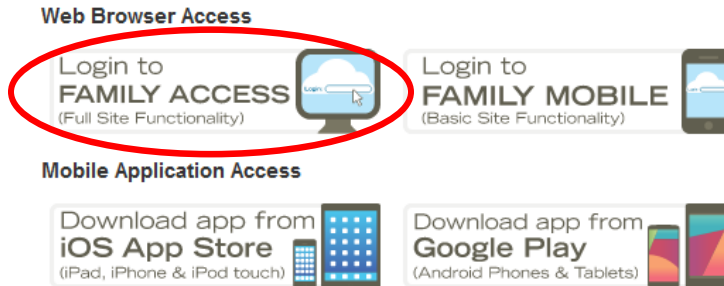 Web Browser Access
Login to
FAMILY ACCESS
(Full Site Functionality)
Login
Login to
FAMILY MOBILE
(Basic Site Functionality)
Mobile Application Access
Download app from
iOS App Store
(iPad, iPhone & iPod touch)
Download app from
Google Play
(Android Phones & Tablets)